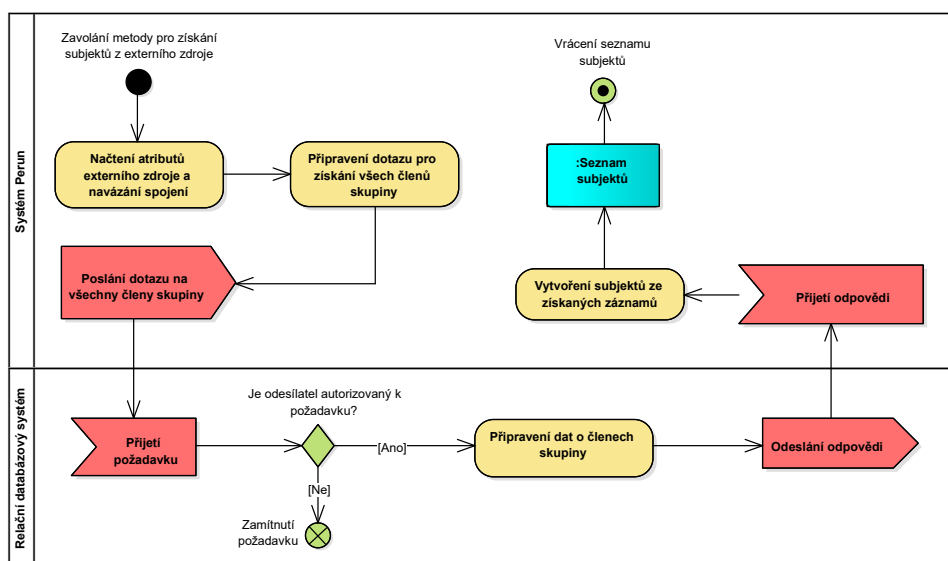 Systém Perun
Zavolání metody pro získání
subjektů z externího zdroje
Načtení atributů
externího zdroje a
navázání spojení
Připravení dotazu pro
získání všech členů
skupiny
Poslání dotazu na
všechny členy skupiny
Vrácení seznamu
subjektů
:Seznam
subjektů
Vytvoření subjektů ze
získaných záznamů
Přijetí odpovědi
Relační databázový systém
Přijetí
požadavku
Je odesílatel autorizovaný k
požadavku?
[Ano]
[Ne]
Zamítnutí
požadavku
Připravení dat o členech
skupiny
Odeslání odpovědi